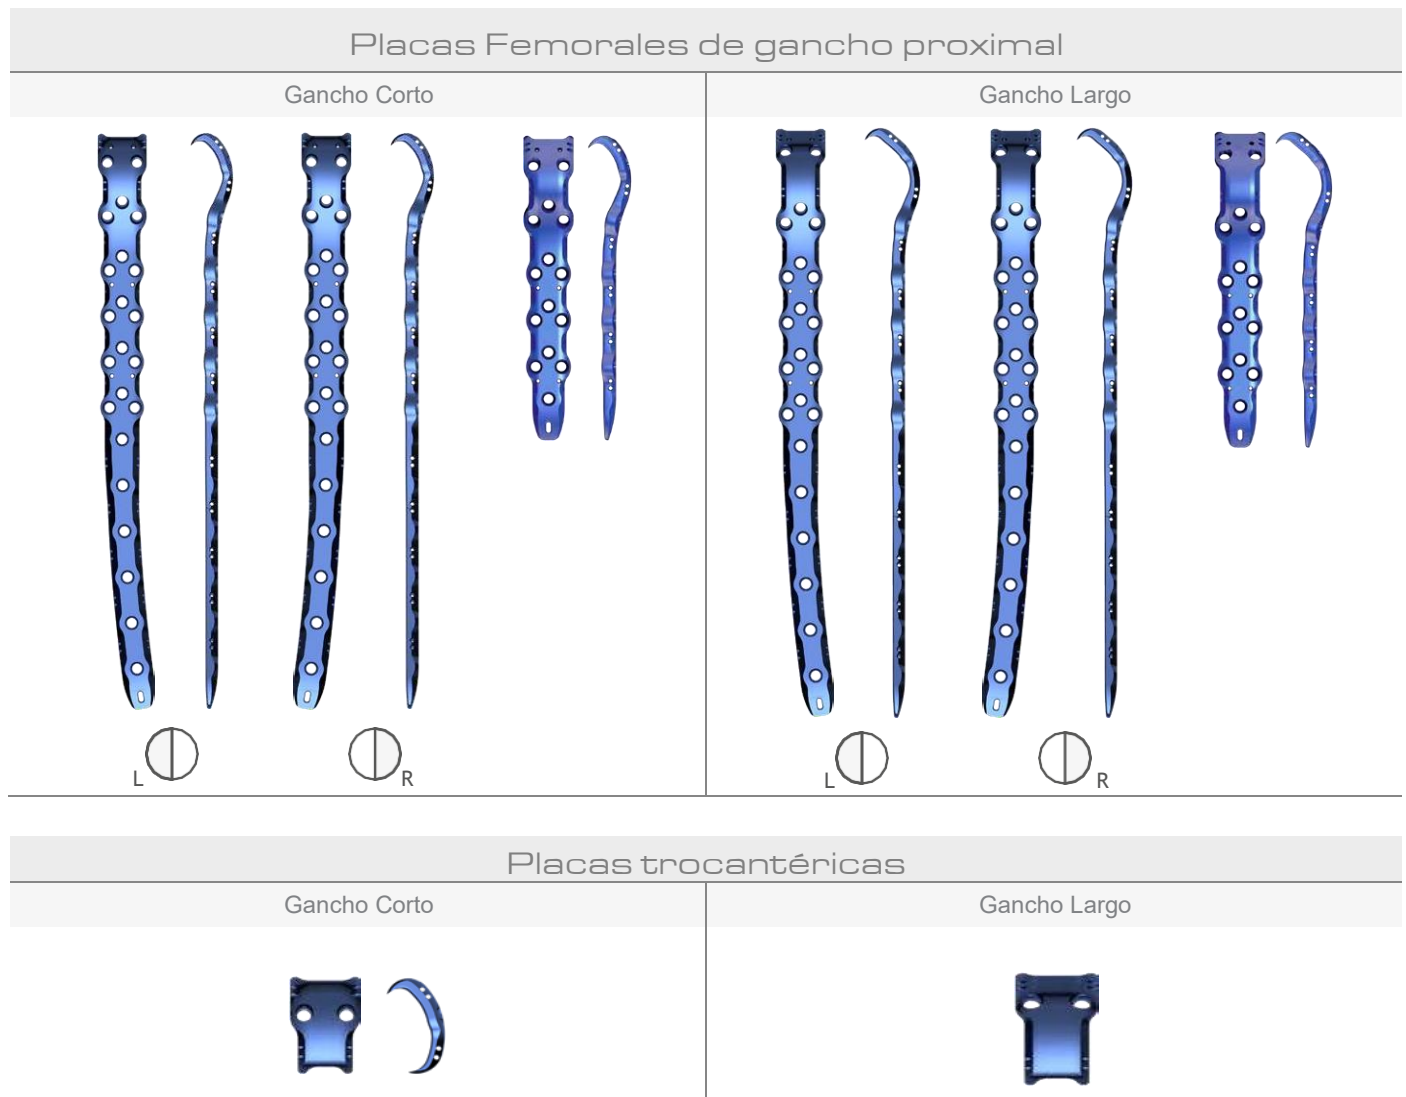 Placas Femorales de gancho proximal
Gancho Corto
Gancho Largo
L
R
L
R
Placas trocantéricas
Gancho Corto
Gancho Largo